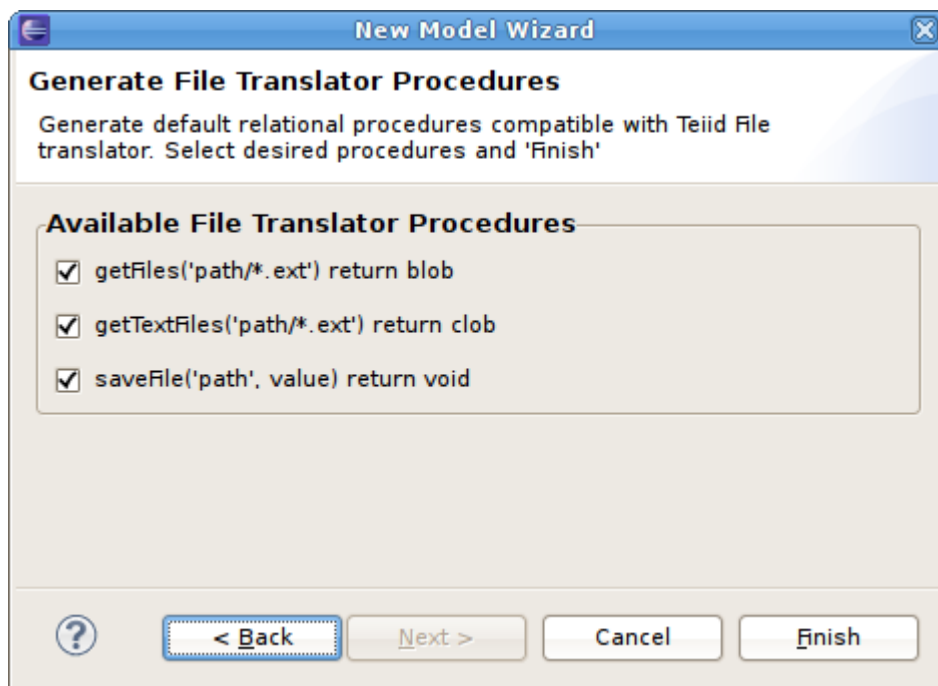 New Model Wizard
Generate File Translator Procedures
Generate default relational procedures compatible with Teiid File
translator. Select desired procedures and 'Finish'
Available File Translator Procedures
getFiles('path/*.ext') return blob
getTextFiles('path/*.ext') return clob
saveFile('path', value) return void
?
< Back Next > Cancel Finish